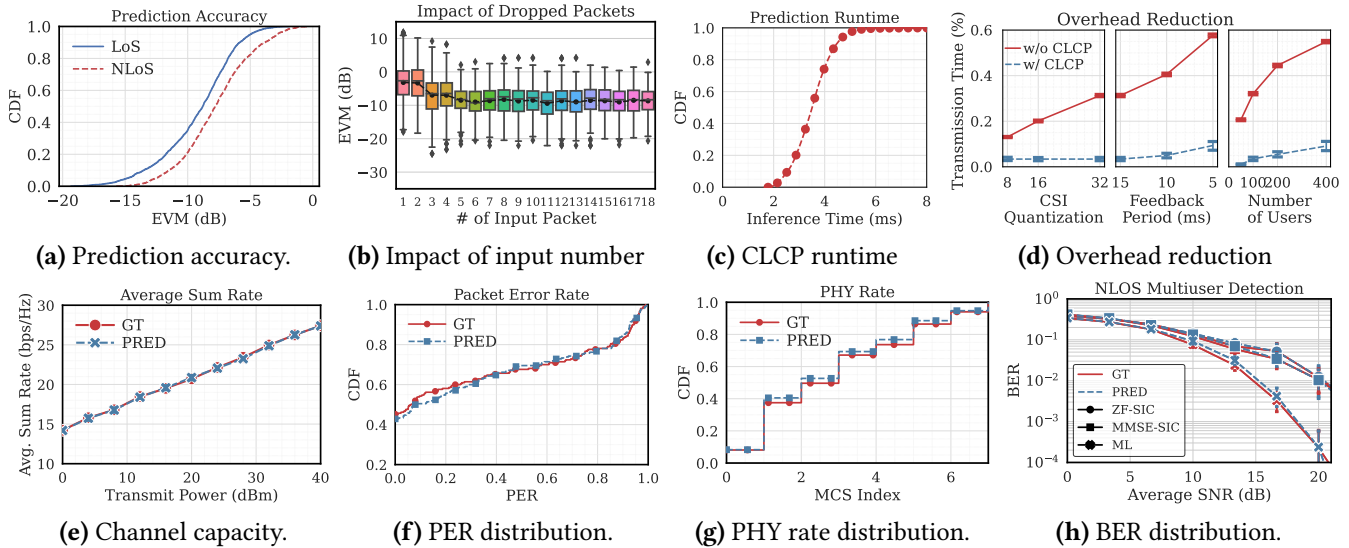 Prediction Accuracy
CDF
1.0
0.8
0.6
0.4
0.2
0.0
LoS
NLoS
−20 −15 −10 −5 0
EVM (dB)
(a) Prediction accuracy.
Impact of Dropped Packets
EVM (dB)
10
0
−10
−20
−30
1 2 3 4 5 6 7 8 9 10 11 12 13 14 15 16 17 18
# of Input Packet
(b) Impact of input number
Prediction Runtime
CDF
1.0
0.8
0.6
0.4
0.2
0.0
0 2 4 6 8
Inference Time (ms)
(c) CLCP runtime
Overhead Reduction
Transmission Time (%)
0.6
0.4
0.2
0.0
w/o CLCP
w/ CLCP
8 16 32
CSI
Quantization
15 10 5
Feedback
Period (ms)
0 100 200 400
Number
of Users
(d) Overhead reduction
Average Sum Rate
Avg. Sum Rate (bps/Hz)
30
25
20
15
10
GT
PRED
0 10 20 30 40
Transmit Power (dBm)
(e) Channel capacity.
Packet Error Rate
CDF
1.0
0.8
0.6
0.4
0.2
GT
PRED
0.0 0.2 0.4 0.6 0.8 1.0
PER
(f) PER distribution.
PHY Rate
CDF
1.0
0.8
0.6
0.4
0.2
0.0
GT
PRED
0 2 4 6
MCS Index
(g) PHY rate distribution.
NLOS Multiuser Detection
BER
10⁰
10⁻¹
10⁻²
10⁻³
10⁻⁴
GT
PRED
ZF-SIC
MMSE-SIC
ML
0 5 10 15 20
Average SNR (dB)
(h) BER distribution.